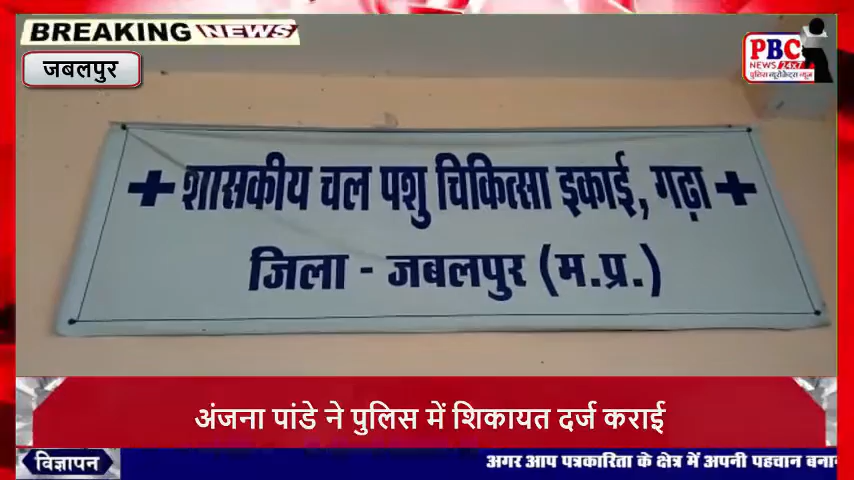 BREAKING NEWS
जबलपुर
PBC
NEWS 24x7
पुलिस ब्यूरोक्रेट्स न्यूज
+ शासकीय चल पशु चिकित्सा इकाई, गढ़ा +
जिला - जबलपुर (म.प्र.)
अंजना पांडे ने पुलिस में शिकायत दर्ज कराई
विज्ञापन
अगर आप पत्रकारिता के क्षेत्र में अपनी पहचान बनान